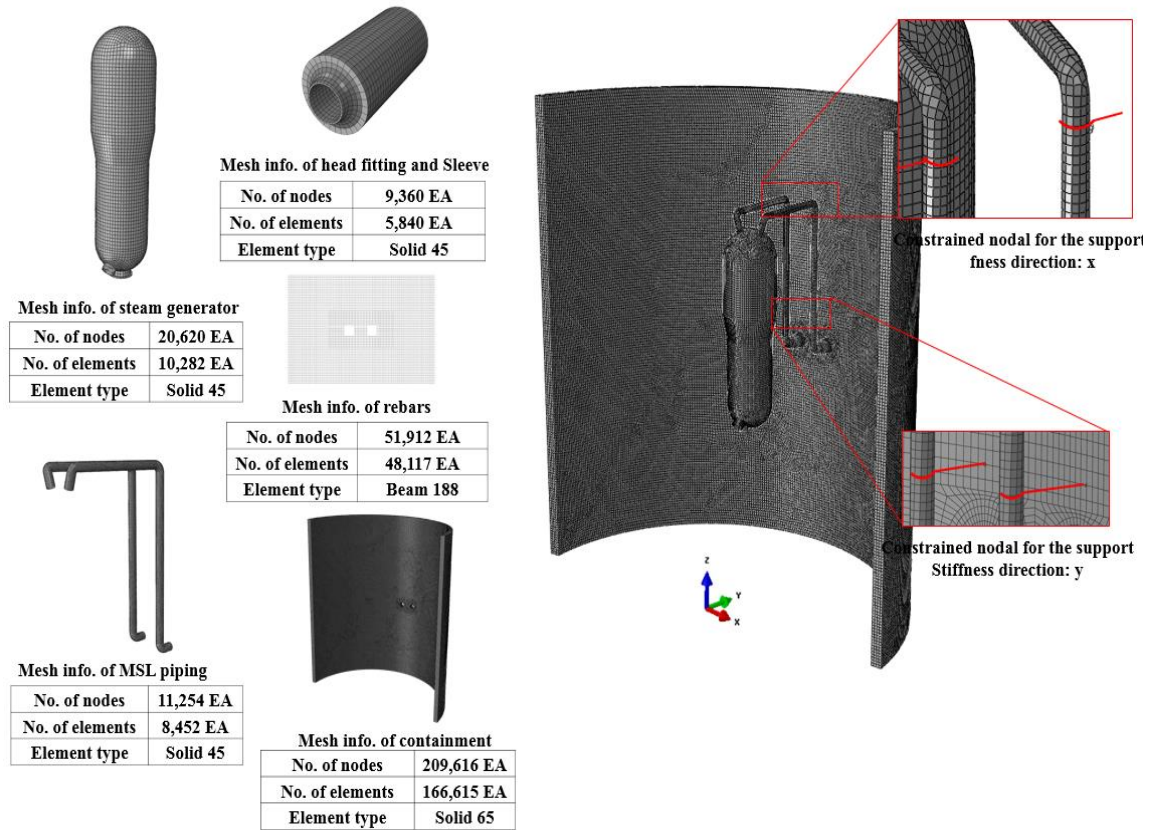 Mesh info. of head fitting and Sleeve
No. of nodes 9,360 EA
No. of elements 5,840 EA
Element type Solid 45
Mesh info. of steam generator
No. of nodes 20,620 EA
No. of elements 10,282 EA
Element type Solid 45
Mesh info. of rebars
No. of nodes 51,912 EA
No. of elements 48,117 EA
Element type Beam 188
Mesh info. of MSL piping
No. of nodes 11,254 EA
No. of elements 8,452 EA
Element type Solid 45
Mesh info. of containment
No. of nodes 209,616 EA
No. of elements 166,615 EA
Element type Solid 65
Constrained nodal for the support
fness direction: x
Constrained nodal for the support
Stiffness direction: y
Z
Y
X